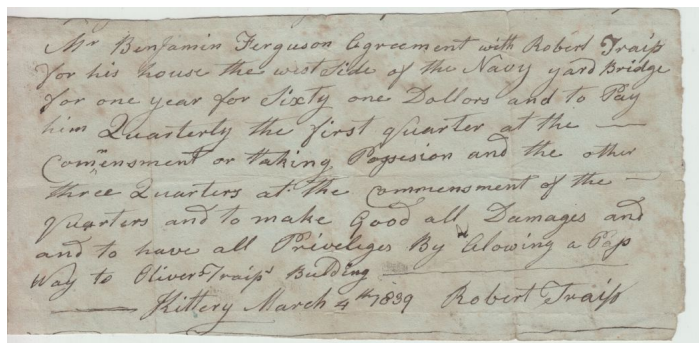 Mr Benjamin Ferguson Agreement with Robert Traip
for his house the west Side of the Navy yard Bridge
for one year for Sixty one Dollors and to Pay
him Quarterly the first quarter at the —
Commensment or taking Possesion and the other
three Quarters at the Commensment of the —
Quarters and to make Good all Damages and
and to have all Privileges By Alowing a Pass
Way to Olivers Traips Bulding
Kittery March 4th 1839 Robert Traip